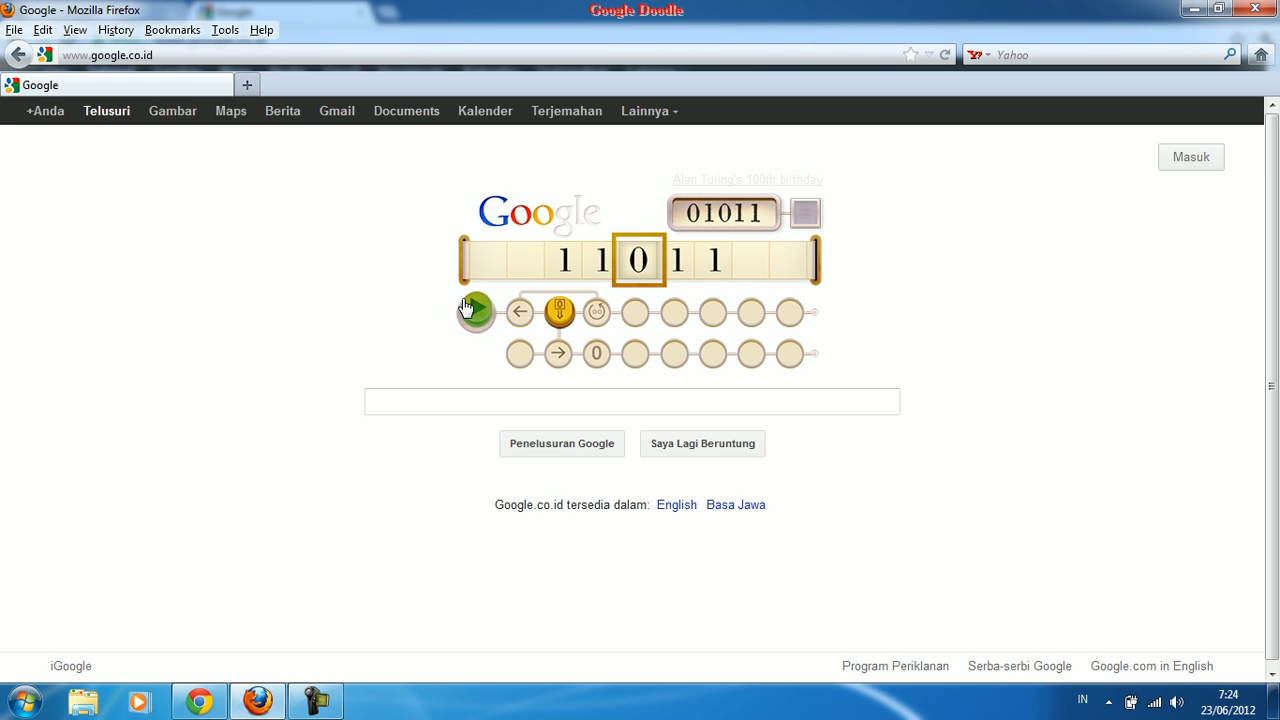 Google - Mozilla Firefox
Google Doodle
File Edit View History Bookmarks Tools Help
www.google.co.id
Yahoo
Google
+Anda Telusuri Gambar Maps Berita Gmail Documents Kalender Terjemahan Lainnya
Masuk
Alan Turing's 100th birthday
Google 01011
1 1 0 1 1
0
0
Penelusuran Google Saya Lagi Beruntung
Google.co.id tersedia dalam: English Basa Jawa
iGoogle Program Periklanan Serba-serbi Google Google.com in English
IN 7:24
23/06/2012